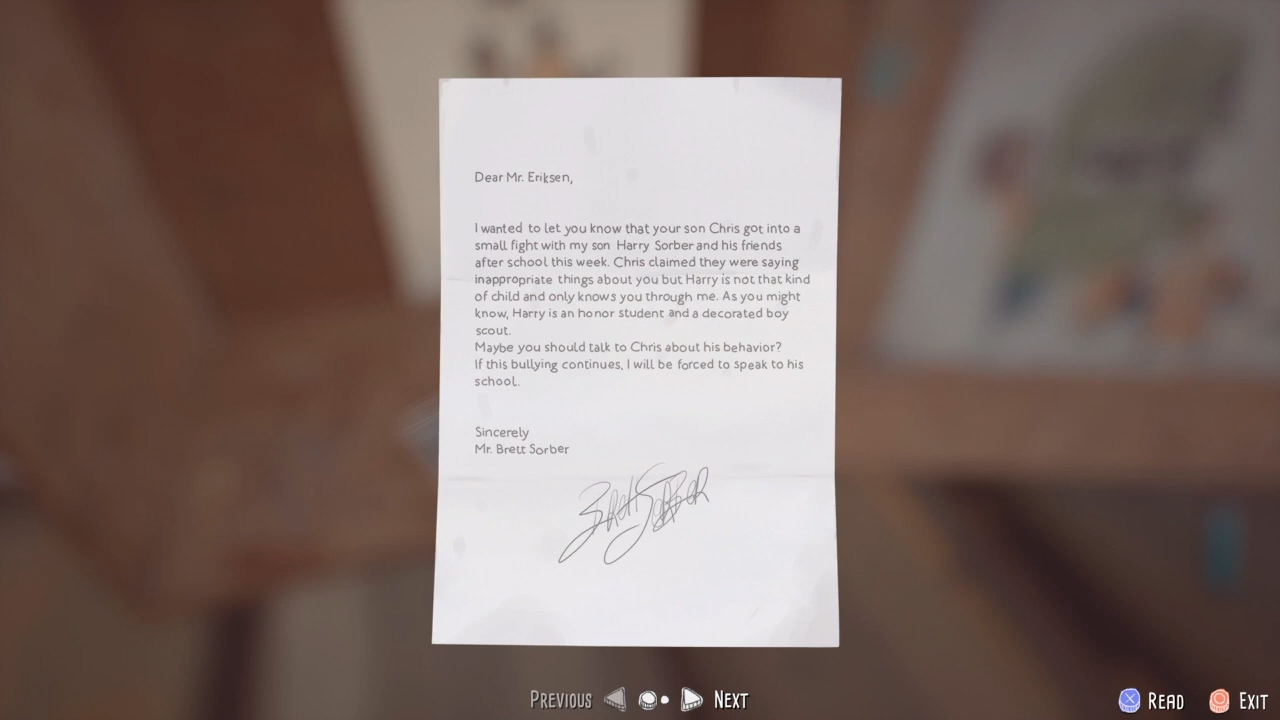 Dear Mr. Eriksen,
I wanted to let you know that your son Chris got into a
small fight with my son Harry Sorber and his friends
after school this week. Chris claimed they were saying
inappropriate things about you but Harry is not that kind
of child and only knows you through me. As you might
know, Harry is an honor student and a decorated boy
scout.
Maybe you should talk to Chris about his behavior?
If this bullying continues, I will be forced to speak to his
school.
Sincerely
Mr. Brett Sorber
Brett Sorber
PREVIOUS NEXT
READ EXIT